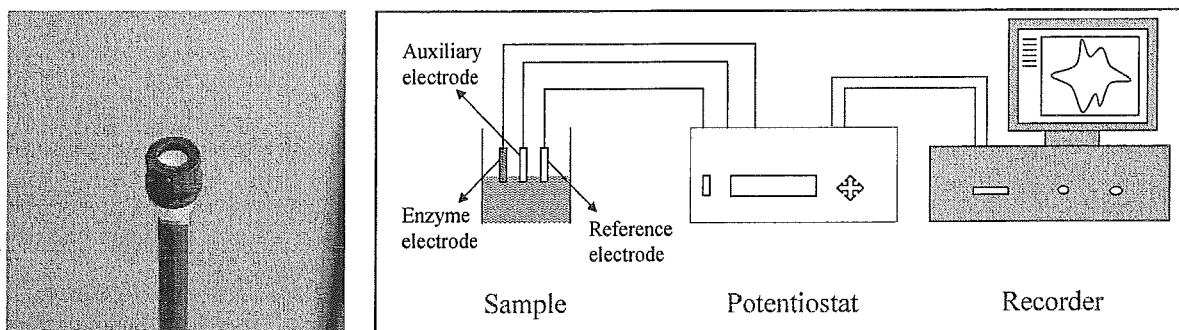 Auxiliary
electrode
Enzyme
electrode
Reference
electrode
Sample
Potentiostat
Recorder